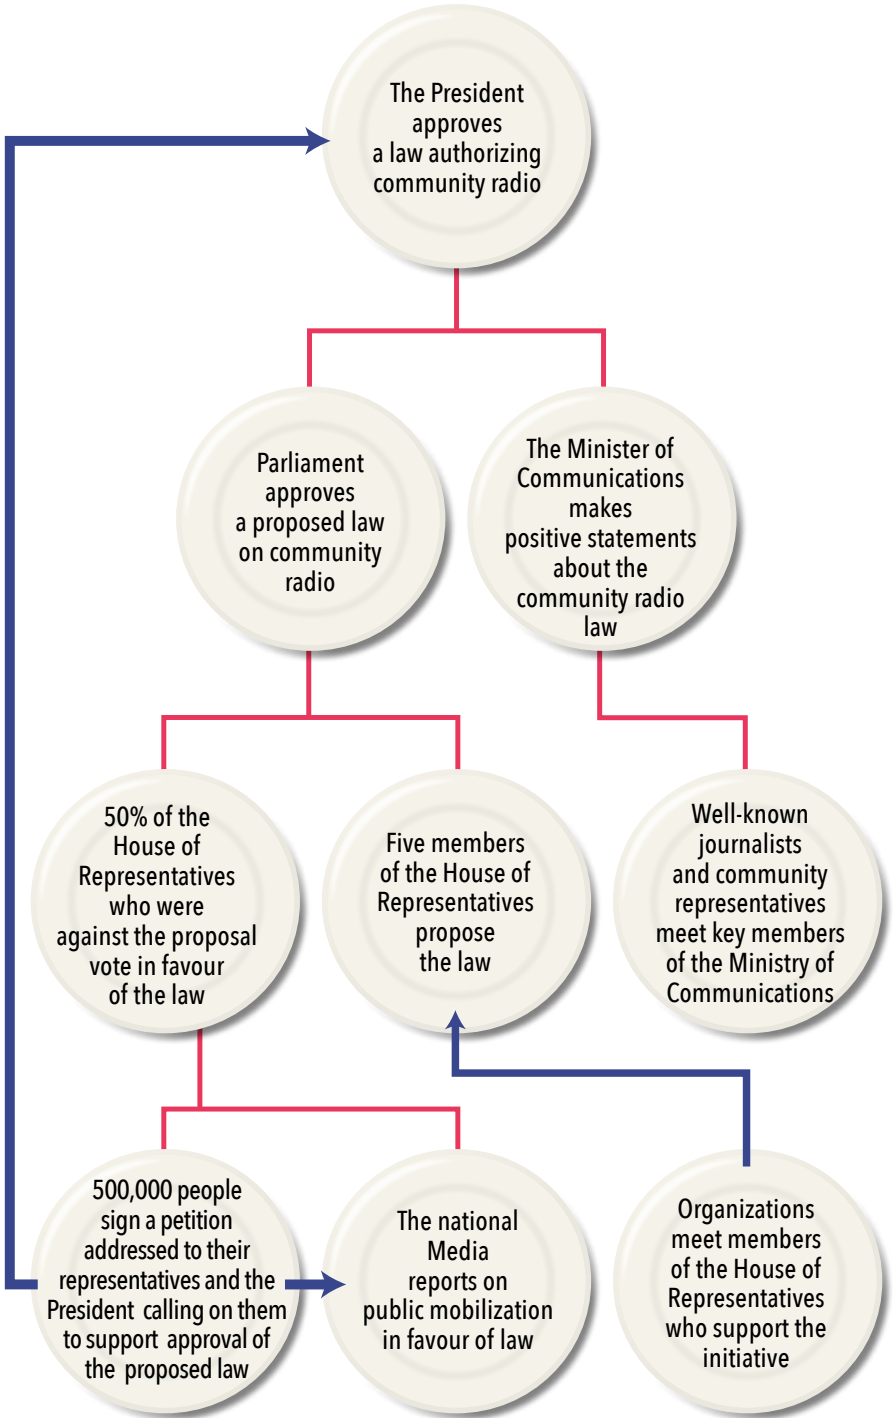 The President
approves
a law authorizing
community radio
Parliament
approves
a proposed law
on community
radio
The Minister of
Communications
makes
positive statements
about the
community radio
law
50% of the
House of
Representatives
who were
against the proposal
vote in favour
of the law
Five members
of the House of
Representatives
propose
the law
Well-known
journalists
and community
representatives
meet key members
of the Ministry of
Communications
500,000 people
sign a petition
addressed to their
representatives and the
President calling on them
to support approval of
the proposed law
The national
Media
reports on
public mobilization
in favour of law
Organizations
meet members
of the House of
Representatives
who support the
initiative